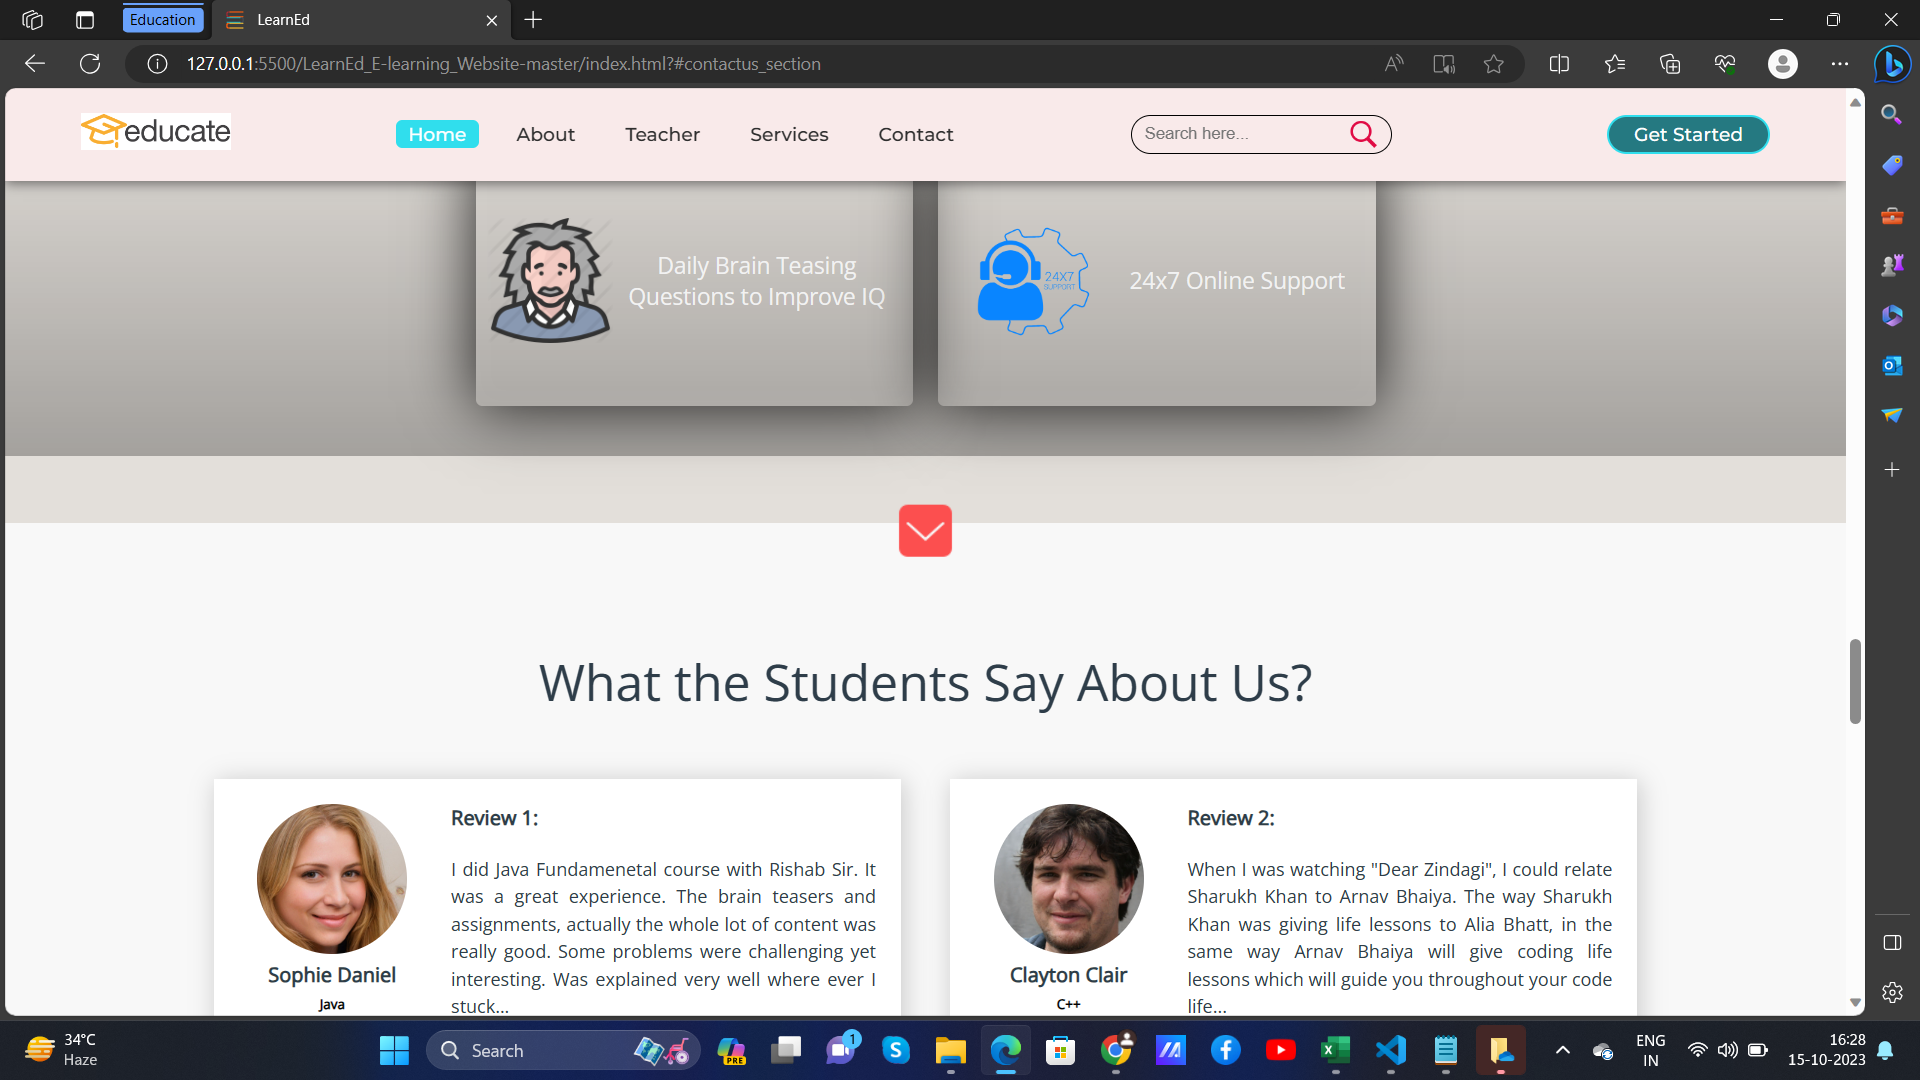 Education
LearnEd
127.0.0.1:5500/LearnEd_E-learning_Website-master/index.html?#contactus_section
educate
Home
About
Teacher
Services
Contact
Search here...
Get Started
Daily Brain Teasing
Questions to Improve IQ
24X7
SUPPORT
24x7 Online Support
What the Students Say About Us?
Review 1:
I did Java Fundamenetal course with Rishab Sir. It
was a great experience. The brain teasers and
assignments, actually the whole lot of content was
really good. Some problems were challenging yet
interesting. Was explained very well where ever I
stuck...
Sophie Daniel
Java
Review 2:
When I was watching "Dear Zindagi", I could relate
Sharukh Khan to Arnav Bhaiya. The way Sharukh
Khan was giving life lessons to Alia Bhatt, in the
same way Arnav Bhaiya will give coding life
lessons which will guide you throughout your code
life...
Clayton Clair
C++
34°C
Haze
Search
PRE
1
ENG
IN
16:28
15-10-2023